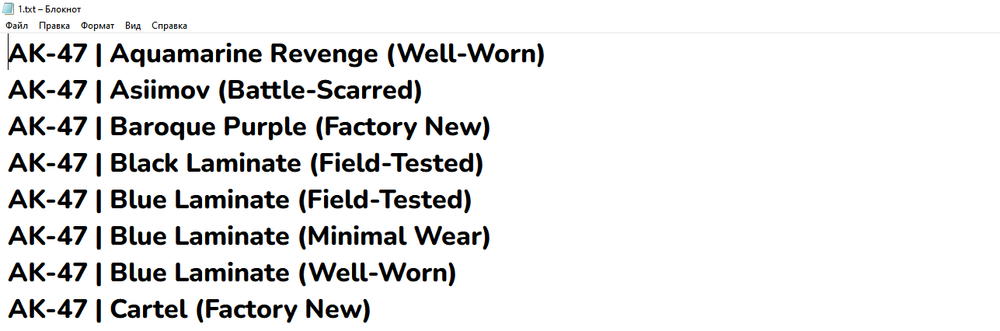 1.txt – Блокнот
Файл Правка Формат Вид Справка
AK-47 | Aquamarine Revenge (Well-Worn)
AK-47 | Asiimov (Battle-Scarred)
AK-47 | Baroque Purple (Factory New)
AK-47 | Black Laminate (Field-Tested)
AK-47 | Blue Laminate (Field-Tested)
AK-47 | Blue Laminate (Minimal Wear)
AK-47 | Blue Laminate (Well-Worn)
AK-47 | Cartel (Factory New)